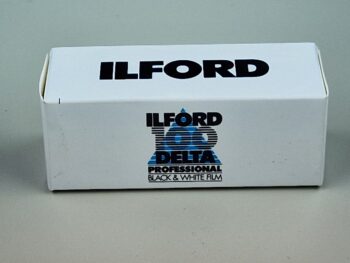 ILFORD
ILFORD
100
DELTA
PROFESSIONAL
BLACK & WHITE FILM